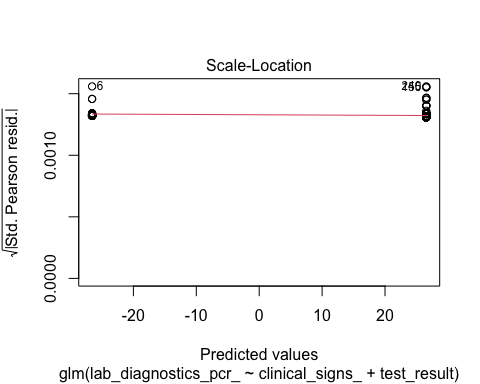 Scale-Location
6
0.0000
0.0010
√|Std. Pearson resid.|
-20
-10
0
10
20
Predicted values
glm(lab_diagnostics_pcr_ ~ clinical_signs_ + test_result)